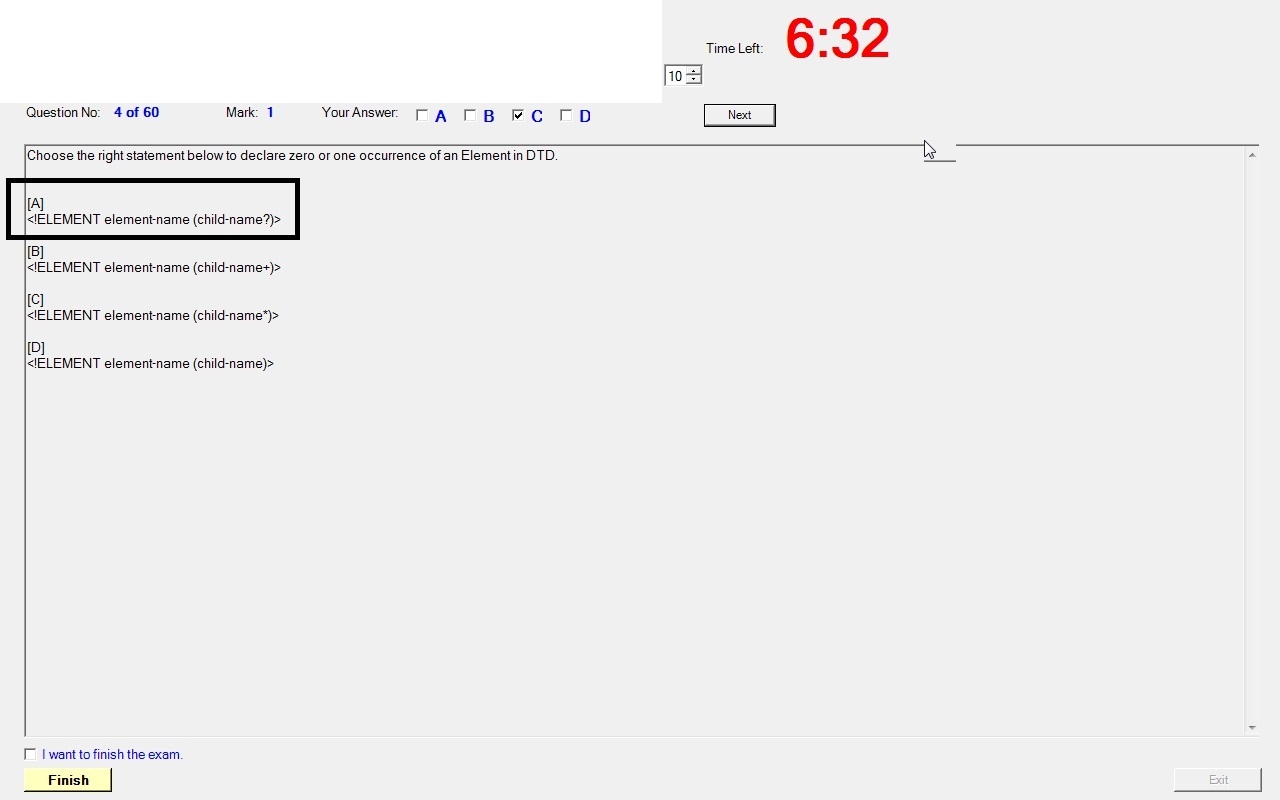 Time Left: 6:32
10
Question No: 4 of 60 Mark: 1 Your Answer: A B C D Next
Choose the right statement below to declare zero or one occurrence of an Element in DTD.
[A]
<!ELEMENT element-name (child-name?)>
[B]
<!ELEMENT element-name (child-name+)>
[C]
<!ELEMENT element-name (child-name*)>
[D]
<!ELEMENT element-name (child-name)>
I want to finish the exam.
Finish Exit